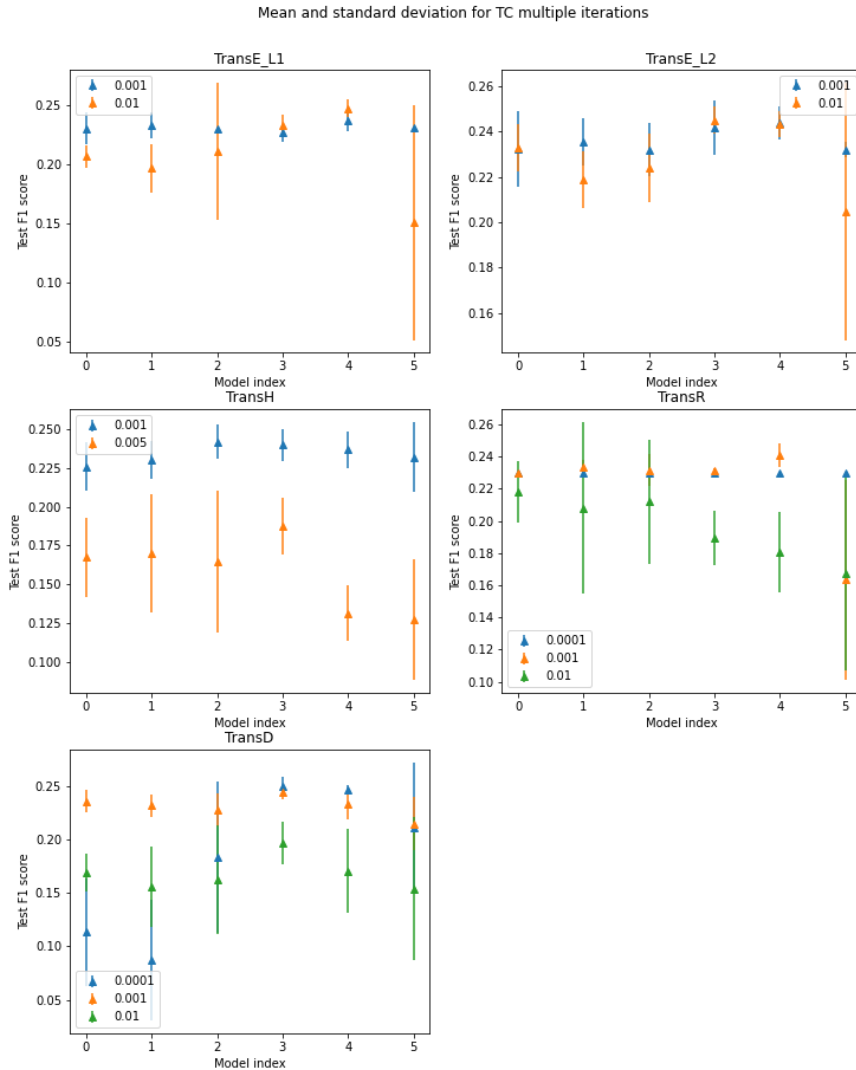 Mean and standard deviation for TC multiple iterations
TransE_L1
0.001
0.01
0.25
0.20
0.15
0.10
0.05
Test F1 score
0 1 2 3 4 5
Model index
TransE_L2
0.001
0.01
0.26
0.24
0.22
0.20
0.18
0.16
Test F1 score
0 1 2 3 4 5
Model index
TransH
0.001
0.005
0.250
0.225
0.200
0.175
0.150
0.125
0.100
Test F1 score
0 1 2 3 4 5
Model index
TransR
0.26
0.24
0.22
0.20
0.18
0.16
0.14
0.12
0.10
Test F1 score
0.0001
0.001
0.01
0 1 2 3 4 5
Model index
TransD
0.25
0.20
0.15
0.10
0.05
Test F1 score
0.0001
0.001
0.01
0 1 2 3 4 5
Model index